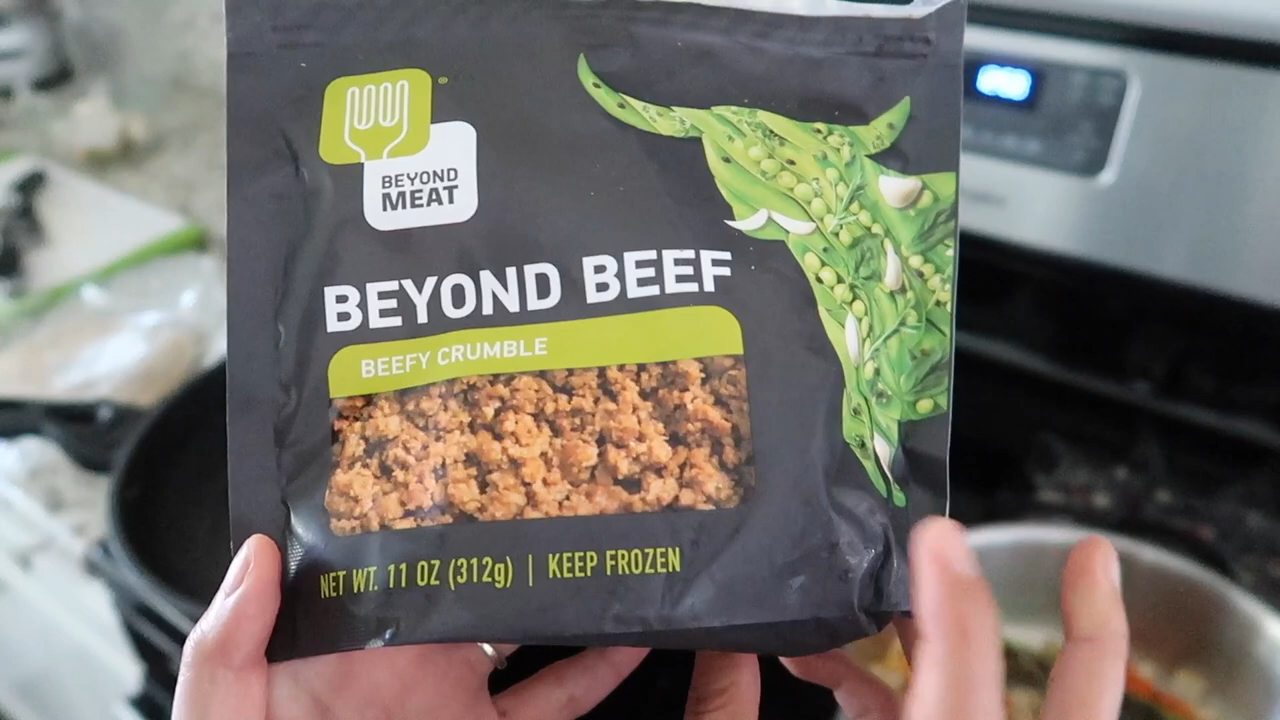 BEYOND
MEAT
BEYOND BEEF
BEEFY CRUMBLE
NET WT. 11 OZ (312g) | KEEP FROZEN